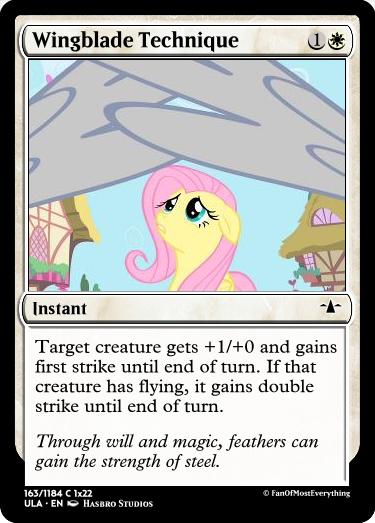 Wingblade Technique 1
Instant
Target creature gets +1/+0 and gains
first strike until end of turn. If that
creature has flying, it gains double
strike until end of turn.
Through will and magic, feathers can
gain the strength of steel.
163/1184 C 1x22
ULA • EN HASBRO STUDIOS
© FanOfMostEverything